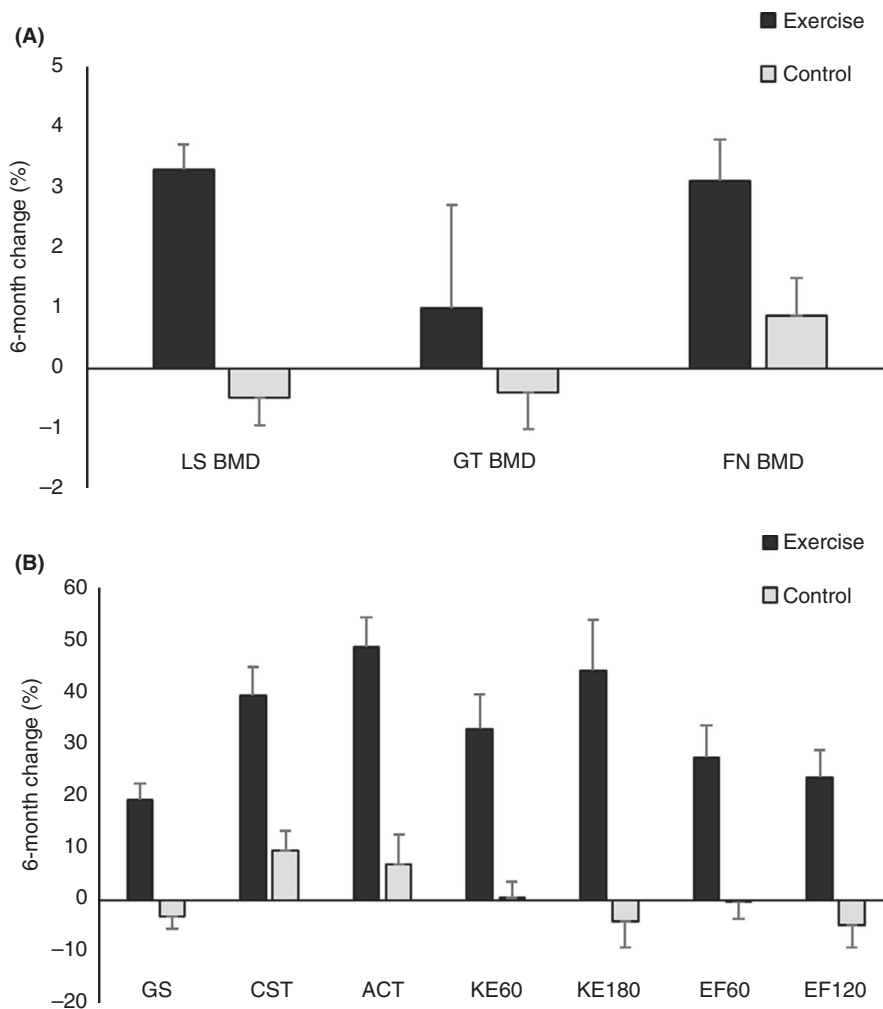 (A)
Exercise
Control
6-month change (%)
5
4
3
2
1
0
–1
–2
LS BMD GT BMD FN BMD
(B)
Exercise
Control
6-month change (%)
60
50
40
30
20
10
0
–10
–20
GS CST ACT KE60 KE180 EF60 EF120